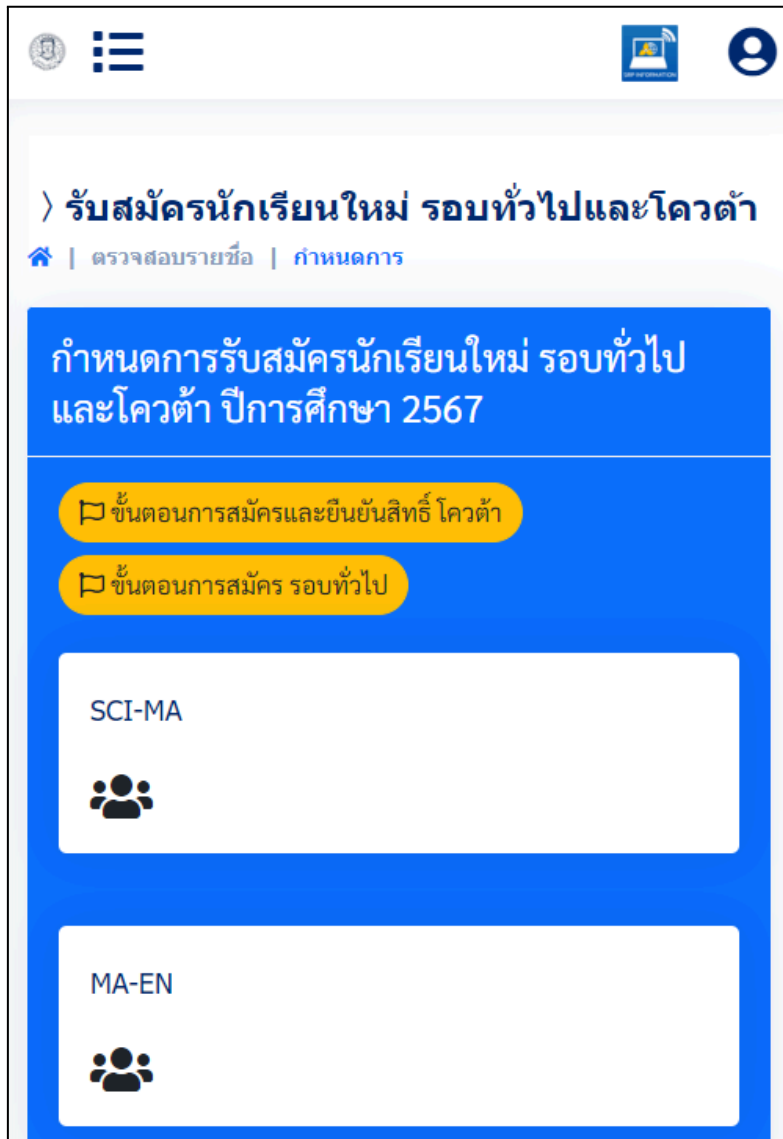 SRP INFORMATION
〉รับสมัครนักเรียนใหม่ รอบทั่วไปและโควต้า
| ตรวจสอบรายชื่อ | กำหนดการ
กำหนดการรับสมัครนักเรียนใหม่ รอบทั่วไป
และโควต้า ปีการศึกษา 2567
ขั้นตอนการสมัครและยืนยันสิทธิ์ โควต้า
ขั้นตอนการสมัคร รอบทั่วไป
SCI-MA
MA-EN